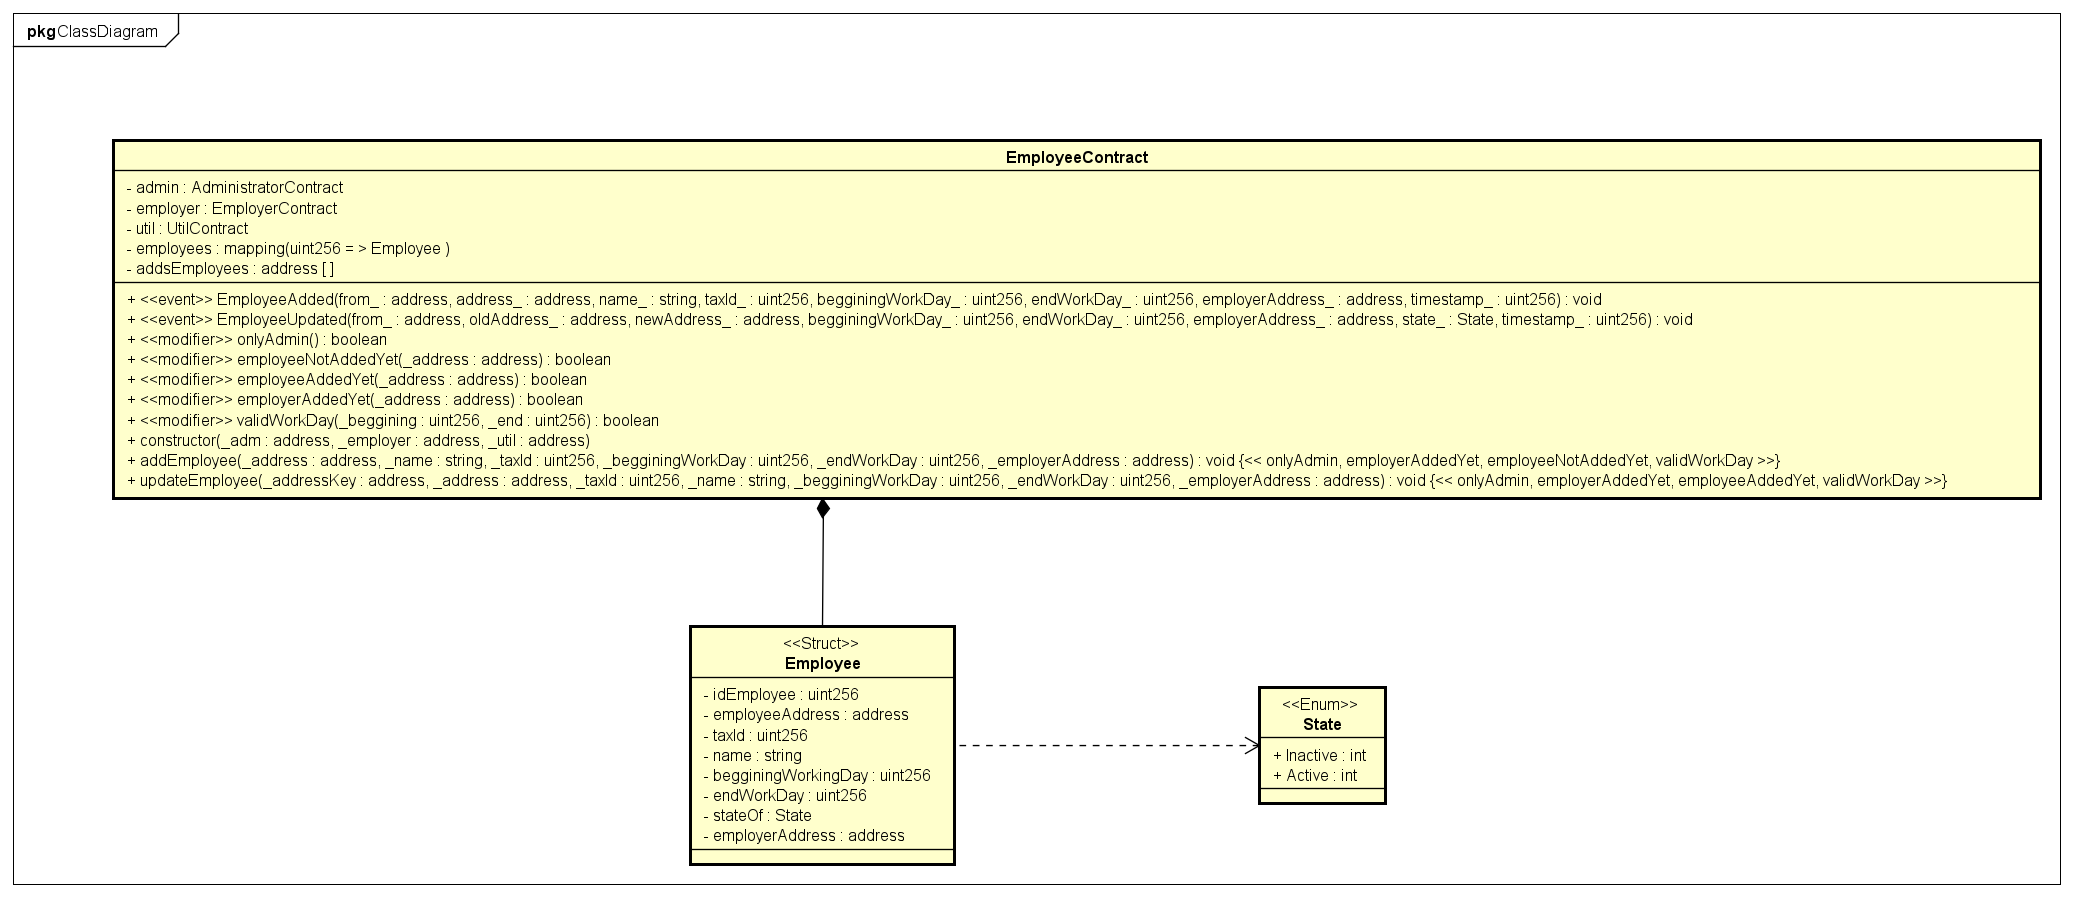 pkg ClassDiagram
EmployeeContract
- admin : AdministratorContract
- employer : EmployerContract
- util : UtilContract
- employees : mapping(uint256 = > Employee )
- addsEmployees : address [ ]
+ <<event>> EmployeeAdded(from_ : address, address_ : address, name_ : string, taxId_ : uint256, begginingWorkDay_ : uint256, endWorkDay_ : uint256, employerAddress_ : address, timestamp_ : uint256) : void
+ <<event>> EmployeeUpdated(from_ : address, oldAddress_ : address, newAddress_ : address, begginingWorkDay_ : uint256, endWorkDay_ : uint256, employerAddress_ : address, state_ : State, timestamp_ : uint256) : void
+ <<modifier>> onlyAdmin() : boolean
+ <<modifier>> employeeNotAddedYet(_address : address) : boolean
+ <<modifier>> employeeAddedYet(_address : address) : boolean
+ <<modifier>> employerAddedYet(_address : address) : boolean
+ <<modifier>> validWorkDay(_beggining : uint256, _end : uint256) : boolean
+ constructor(_adm : address, _employer : address, _util : address)
+ addEmployee(_address : address, _name : string, _taxId : uint256, _begginingWorkDay : uint256, _endWorkDay : uint256, _employerAddress : address) : void {<< onlyAdmin, employerAddedYet, employeeNotAddedYet, validWorkDay >>}
+ updateEmployee(_addressKey : address, _address : address, _taxId : uint256, _name : string, _begginingWorkDay : uint256, _endWorkDay : uint256, _employerAddress : address) : void {<< onlyAdmin, employerAddedYet, employeeAddedYet, validWorkDay >>}
<<Struct>>
Employee
- idEmployee : uint256
- employeeAddress : address
- taxId : uint256
- name : string
- begginingWorkingDay : uint256
- endWorkDay : uint256
- stateOf : State
- employerAddress : address
<<Enum>>
State
+ Inactive : int
+ Active : int